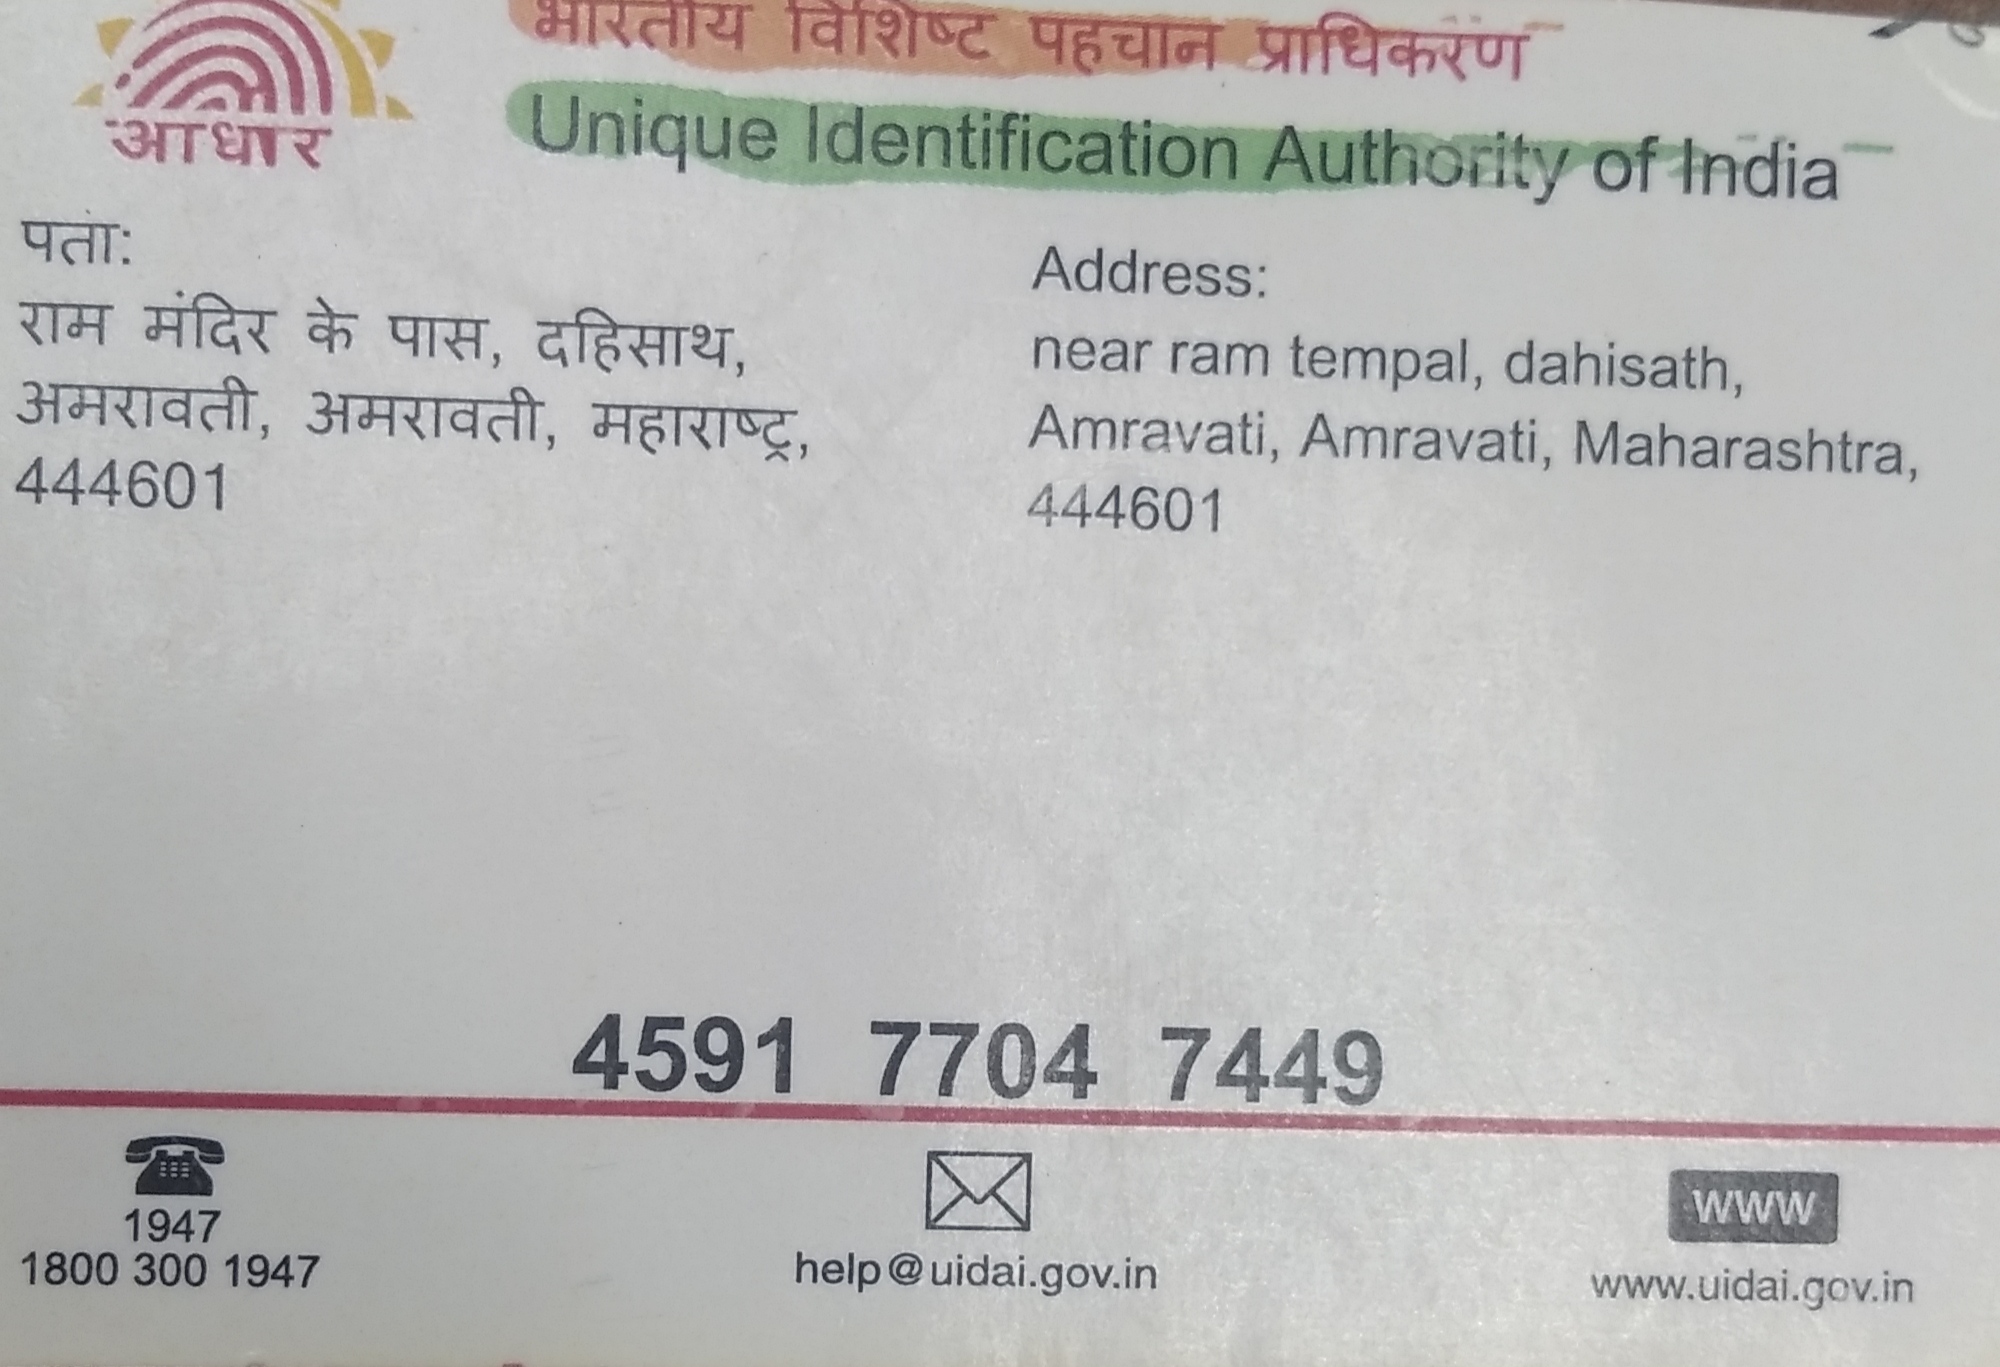 भारतीय विशिष्ट पहचान प्राधिकरण
आधार
Unique Identification Authority of India
पता:
राम मंदिर के पास, दहिसाथ,
अमरावती, अमरावती, महाराष्ट्र,
444601
Address:
near ram tempal, dahisath,
Amravati, Amravati, Maharashtra,
444601
4591 7704 7449
1947
1800 300 1947
help@uidai.gov.in
WWW
www.uidai.gov.in